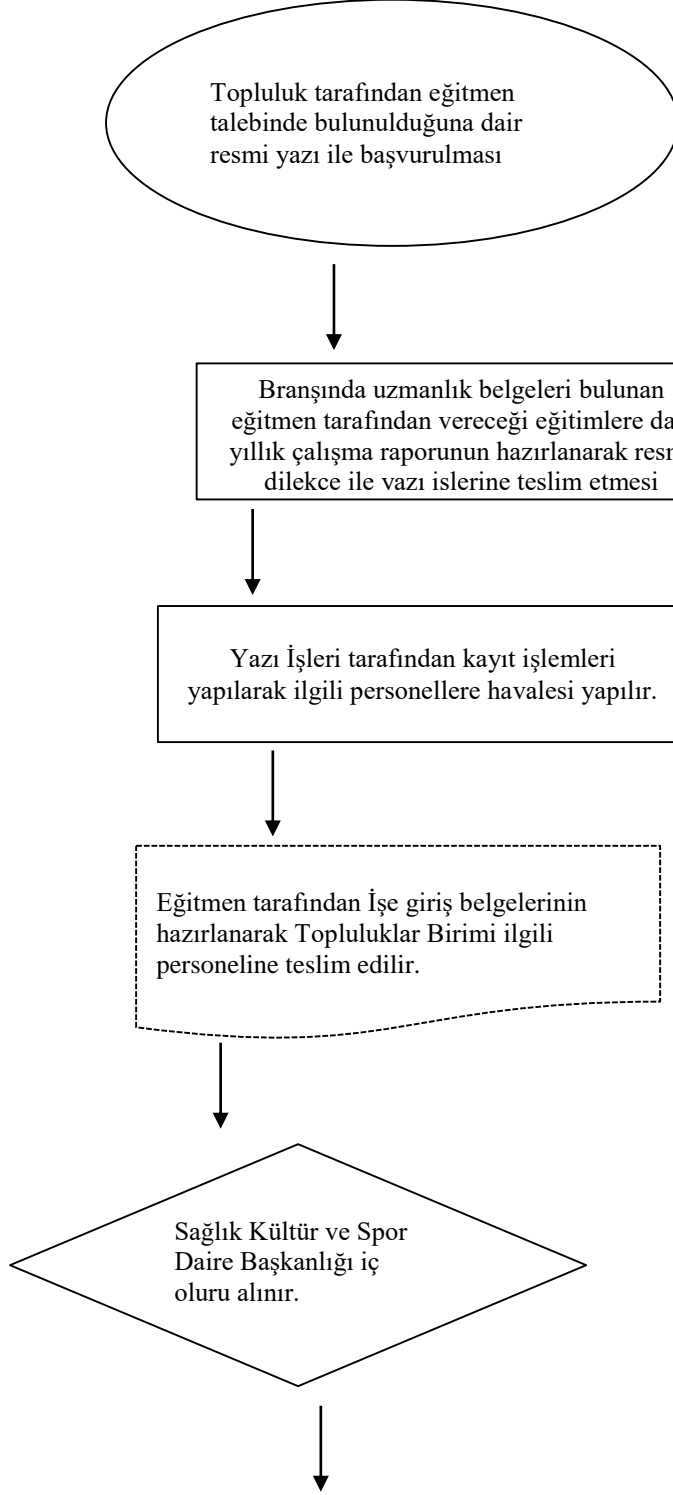 Topluluk tarafından eğitmen
talebinde bulunulduğuna dair
resmi yazı ile başvurulması
Branşında uzmanlık belgeleri bulunan
eğitmen tarafından vereceği eğitimlere da
yıllık çalışma raporunun hazırlanarak resm
dilekce ile vazı islerine teslim etmesi
Yazı İşleri tarafından kayıt işlemleri
yapılarak ilgili personellere havalesi yapılır.
Eğitmen tarafından İşe giriş belgelerinin
hazırlanarak Topluluklar Birimi ilgili
personeline teslim edilir.
Sağlık Kültür ve Spor
Daire Başkanlığı iç
oluru alınır.